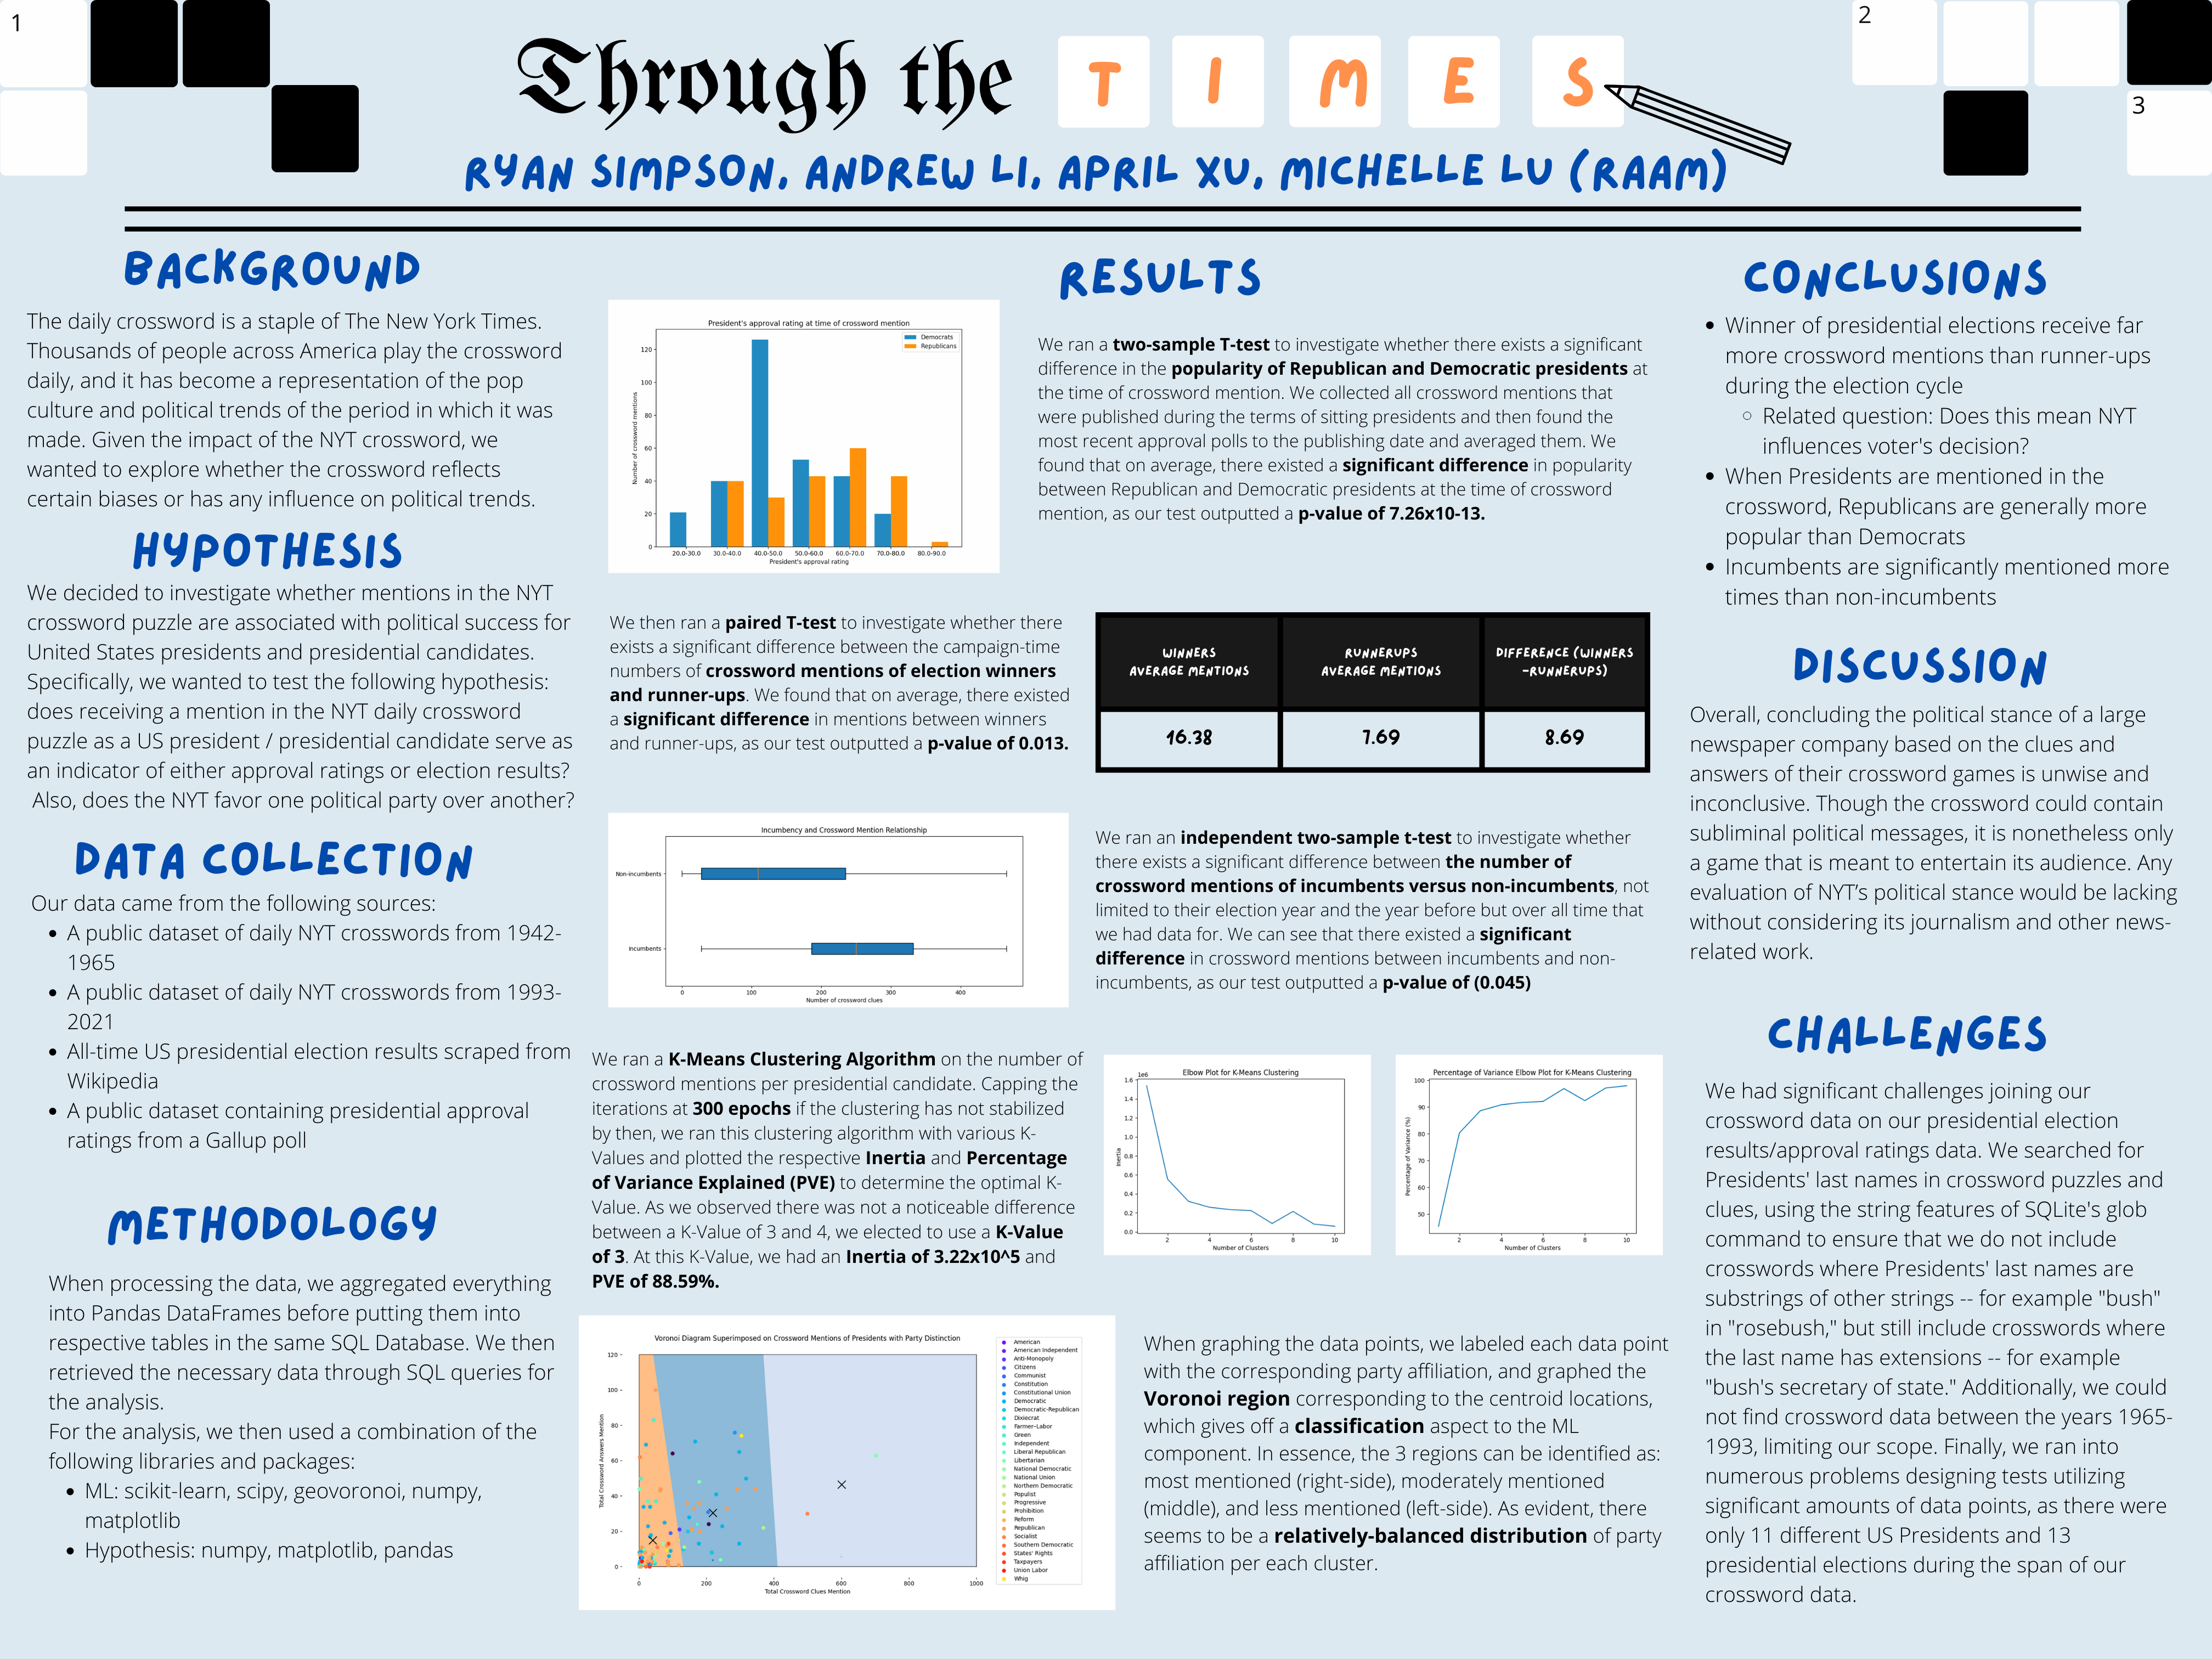 1
2
3
Through the TIMES
RYAN SIMPSON, ANDREW LI, APRIL XU, MICHELLE LU (RAAM)
BACKGROUND
The daily crossword is a staple of The New York Times.
Thousands of people across America play the crossword
daily, and it has become a representation of the pop
culture and political trends of the period in which it was
made. Given the impact of the NYT crossword, we
wanted to explore whether the crossword reflects
certain biases or has any influence on political trends.
HYPOTHESIS
We decided to investigate whether mentions in the NYT
crossword puzzle are associated with political success for
United States presidents and presidential candidates.
Specifically, we wanted to test the following hypothesis:
does receiving a mention in the NYT daily crossword
puzzle as a US president / presidential candidate serve as
an indicator of either approval ratings or election results?
Also, does the NYT favor one political party over another?
DATA COLLECTION
Our data came from the following sources:
• A public dataset of daily NYT crosswords from 1942-
1965
• A public dataset of daily NYT crosswords from 1993-
2021
• All-time US presidential election results scraped from
Wikipedia
• A public dataset containing presidential approval
ratings from a Gallup poll
METHODOLOGY
When processing the data, we aggregated everything
into Pandas DataFrames before putting them into
respective tables in the same SQL Database. We then
retrieved the necessary data through SQL queries for
the analysis.
For the analysis, we then used a combination of the
following libraries and packages:
• ML: scikit-learn, scipy, geovoronoi, numpy,
matplotlib
• Hypothesis: numpy, matplotlib, pandas
RESULTS
President's approval rating at time of crossword mention
Democrats
Republicans
Number of crossword mentions
120
100
80
60
40
20
0
20.0-30.0 30.0-40.0 40.0-50.0 50.0-60.0 60.0-70.0 70.0-80.0 80.0-90.0
President's approval rating
We ran a two-sample T-test to investigate whether there exists a significant
difference in the popularity of Republican and Democratic presidents at
the time of crossword mention. We collected all crossword mentions that
were published during the terms of sitting presidents and then found the
most recent approval polls to the publishing date and averaged them. We
found that on average, there existed a significant difference in popularity
between Republican and Democratic presidents at the time of crossword
mention, as our test outputted a p-value of 7.26x10-13.
We then ran a paired T-test to investigate whether there
exists a significant difference between the campaign-time
numbers of crossword mentions of election winners
and runner-ups. We found that on average, there existed
a significant difference in mentions between winners
and runner-ups, as our test outputted a p-value of 0.013.
WINNERS
AVERAGE MENTIONS
RUNNERUPS
AVERAGE MENTIONS
DIFFERENCE (WINNERS
-RUNNERUPS)
16.38 7.69 8.69
Incumbency and Crossword Mention Relationship
Non-incumbents
Incumbents
0 100 200 300 400
Number of crossword clues
We ran an independent two-sample t-test to investigate whether
there exists a significant difference between the number of
crossword mentions of incumbents versus non-incumbents, not
limited to their election year and the year before but over all time that
we had data for. We can see that there existed a significant
difference in crossword mentions between incumbents and non-
incumbents, as our test outputted a p-value of (0.045)
We ran a K-Means Clustering Algorithm on the number of
crossword mentions per presidential candidate. Capping the
iterations at 300 epochs if the clustering has not stabilized
by then, we ran this clustering algorithm with various K-
Values and plotted the respective Inertia and Percentage
of Variance Explained (PVE) to determine the optimal K-
Value. As we observed there was not a noticeable difference
between a K-Value of 3 and 4, we elected to use a K-Value
of 3. At this K-Value, we had an Inertia of 3.22x10^5 and
PVE of 88.59%.
Elbow Plot for K-Means Clustering
1e6
Inertia
1.6
1.4
1.2
1.0
0.8
0.6
0.4
0.2
0.0
2 4 6 8 10
Number of Clusters
Percentage of Variance Elbow Plot for K-Means Clustering
Percentage of Variance (%)
100
90
80
70
60
50
2 4 6 8 10
Number of Clusters
Voronoi Diagram Superimposed on Crossword Mentions of Presidents with Party Distinction
Total Crossword Answers Mention
120
100
80
60
40
20
0
0 200 400 600 800 1000
Total Crossword Clues Mention
American
American Independent
Anti-Monopoly
Citizens
Communist
Constitution
Constitutional Union
Democratic
Democratic-Republican
Dixiecrat
Farmer–Labor
Green
Independent
Liberal Republican
Libertarian
National Democratic
National Union
Northern Democratic
Populist
Progressive
Prohibition
Reform
Republican
Socialist
Southern Democratic
States' Rights
Taxpayers
Union Labor
Whig
When graphing the data points, we labeled each data point
with the corresponding party affiliation, and graphed the
Voronoi region corresponding to the centroid locations,
which gives off a classification aspect to the ML
component. In essence, the 3 regions can be identified as:
most mentioned (right-side), moderately mentioned
(middle), and less mentioned (left-side). As evident, there
seems to be a relatively-balanced distribution of party
affiliation per each cluster.
CONCLUSIONS
• Winner of presidential elections receive far
more crossword mentions than runner-ups
during the election cycle
○ Related question: Does this mean NYT
influences voter's decision?
• When Presidents are mentioned in the
crossword, Republicans are generally more
popular than Democrats
• Incumbents are significantly mentioned more
times than non-incumbents
DISCUSSION
Overall, concluding the political stance of a large
newspaper company based on the clues and
answers of their crossword games is unwise and
inconclusive. Though the crossword could contain
subliminal political messages, it is nonetheless only
a game that is meant to entertain its audience. Any
evaluation of NYT’s political stance would be lacking
without considering its journalism and other news-
related work.
CHALLENGES
We had significant challenges joining our
crossword data on our presidential election
results/approval ratings data. We searched for
Presidents' last names in crossword puzzles and
clues, using the string features of SQLite's glob
command to ensure that we do not include
crosswords where Presidents' last names are
substrings of other strings -- for example "bush"
in "rosebush," but still include crosswords where
the last name has extensions -- for example
"bush's secretary of state." Additionally, we could
not find crossword data between the years 1965-
1993, limiting our scope. Finally, we ran into
numerous problems designing tests utilizing
significant amounts of data points, as there were
only 11 different US Presidents and 13
presidential elections during the span of our
crossword data.